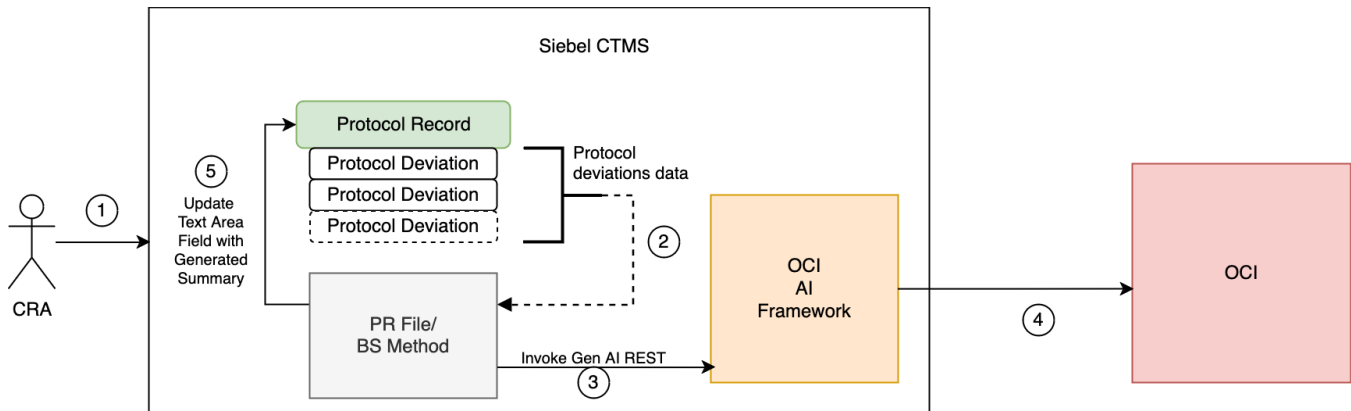 Siebel CTMS
Protocol Record
Protocol Deviation
Protocol Deviation
Protocol Deviation
Protocol
deviations data
5
Update
Text Area
Field with
Generated
Summary
1
CRA
2
PR File/
BS Method
Invoke Gen AI REST
3
OCI
AI
Framework
4
OCI